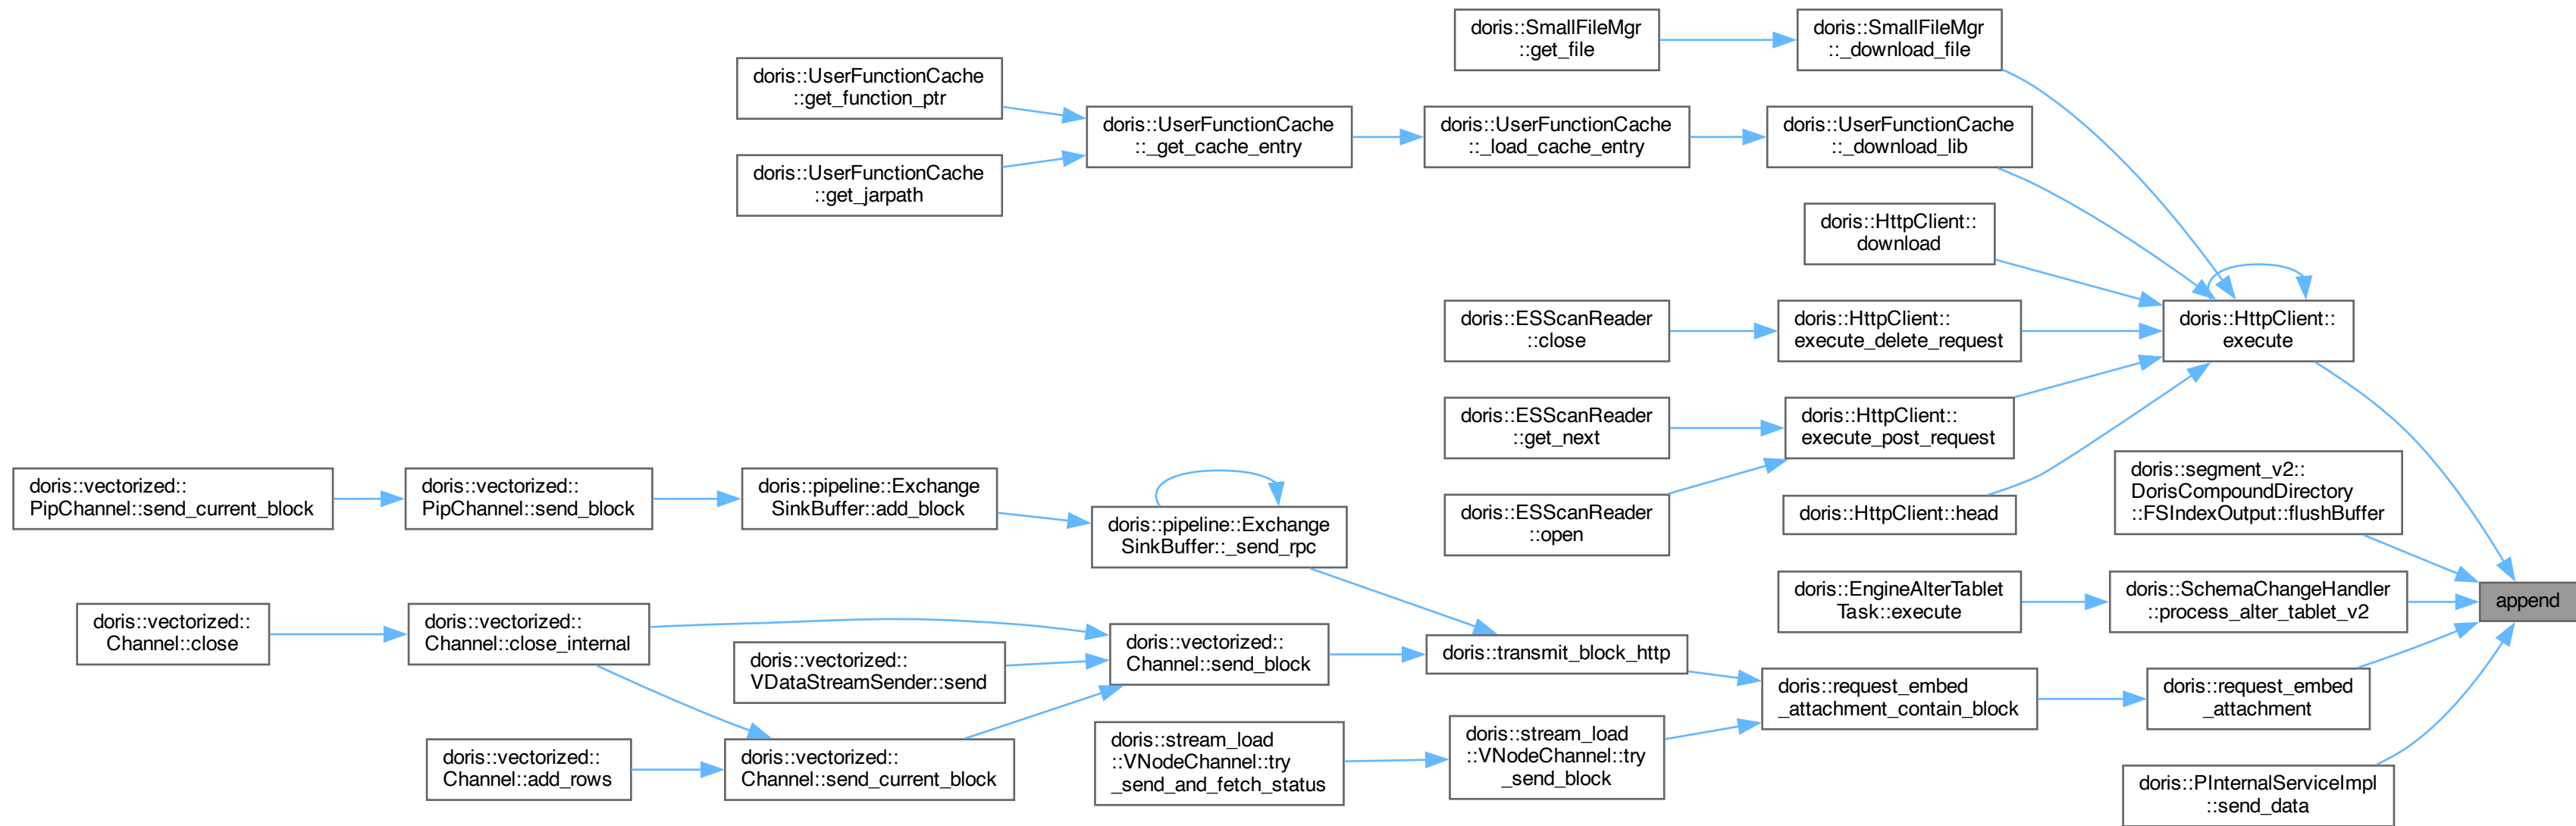 doris::SmallFileMgr
::get_file
doris::SmallFileMgr
::_download_file
doris::UserFunctionCache
::get_function_ptr
doris::UserFunctionCache
::_get_cache_entry
doris::UserFunctionCache
::_load_cache_entry
doris::UserFunctionCache
::_download_lib
doris::UserFunctionCache
::get_jarpath
doris::HttpClient::
download
doris::ESScanReader
::close
doris::HttpClient::
execute_delete_request
doris::HttpClient::
execute
doris::ESScanReader
::get_next
doris::HttpClient::
execute_post_request
doris::vectorized::
PipChannel::send_current_block
doris::vectorized::
PipChannel::send_block
doris::pipeline::Exchange
SinkBuffer::add_block
doris::pipeline::Exchange
SinkBuffer::_send_rpc
doris::ESScanReader
::open
doris::HttpClient::head
doris::segment_v2::
DorisCompoundDirectory
::FSIndexOutput::flushBuffer
doris::EngineAlterTablet
Task::execute
doris::SchemaChangeHandler
::process_alter_tablet_v2
append
doris::vectorized::
Channel::close
doris::vectorized::
Channel::close_internal
doris::vectorized::
VDataStreamSender::send
doris::vectorized::
Channel::send_block
doris::transmit_block_http
doris::request_embed
_attachment_contain_block
doris::request_embed
_attachment
doris::vectorized::
Channel::add_rows
doris::vectorized::
Channel::send_current_block
doris::stream_load
::VNodeChannel::try
_send_and_fetch_status
doris::stream_load
::VNodeChannel::try
_send_block
doris::PInternalServiceImpl
::send_data